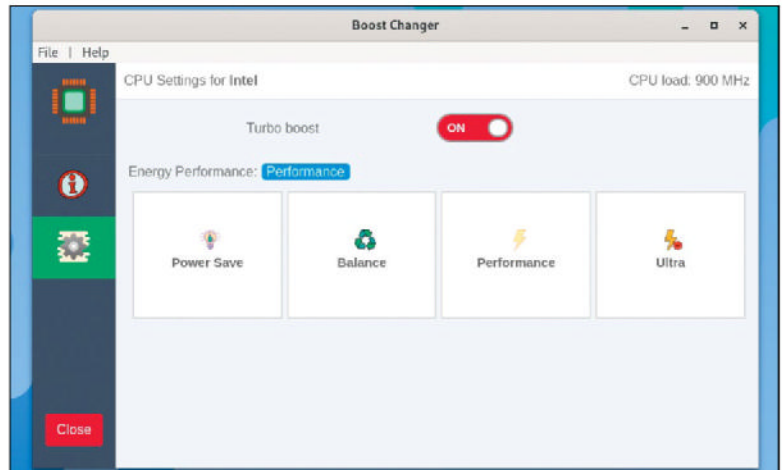 Boost Changer
File | Help
CPU Settings for Intel
CPU load: 900 MHz
Turbo boost
ON
Energy Performance: Performance
Power Save
Balance
Performance
Ultra
Close